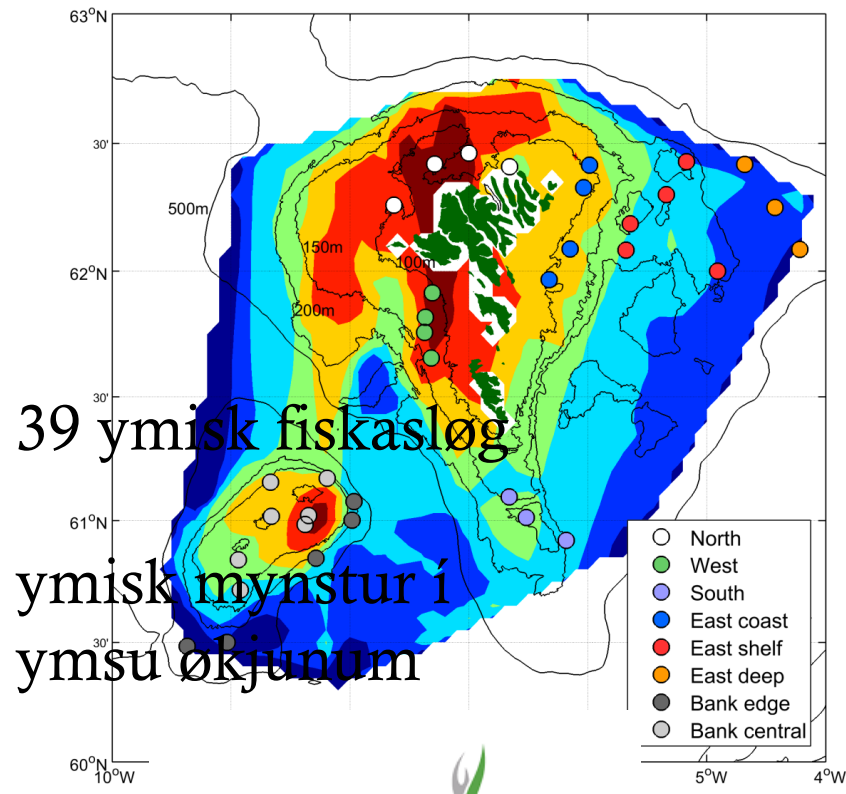 63°N
30'
500m
150m
100m
62°N
200m
30'
39 ymisk fiskasløg
61°N
North
West
ymisk mynstur í
South
East coast
30'
East shelf
ymsu økjunum
East deep
Bank edge
Bank central
60°N
10°W
5°W
4°W